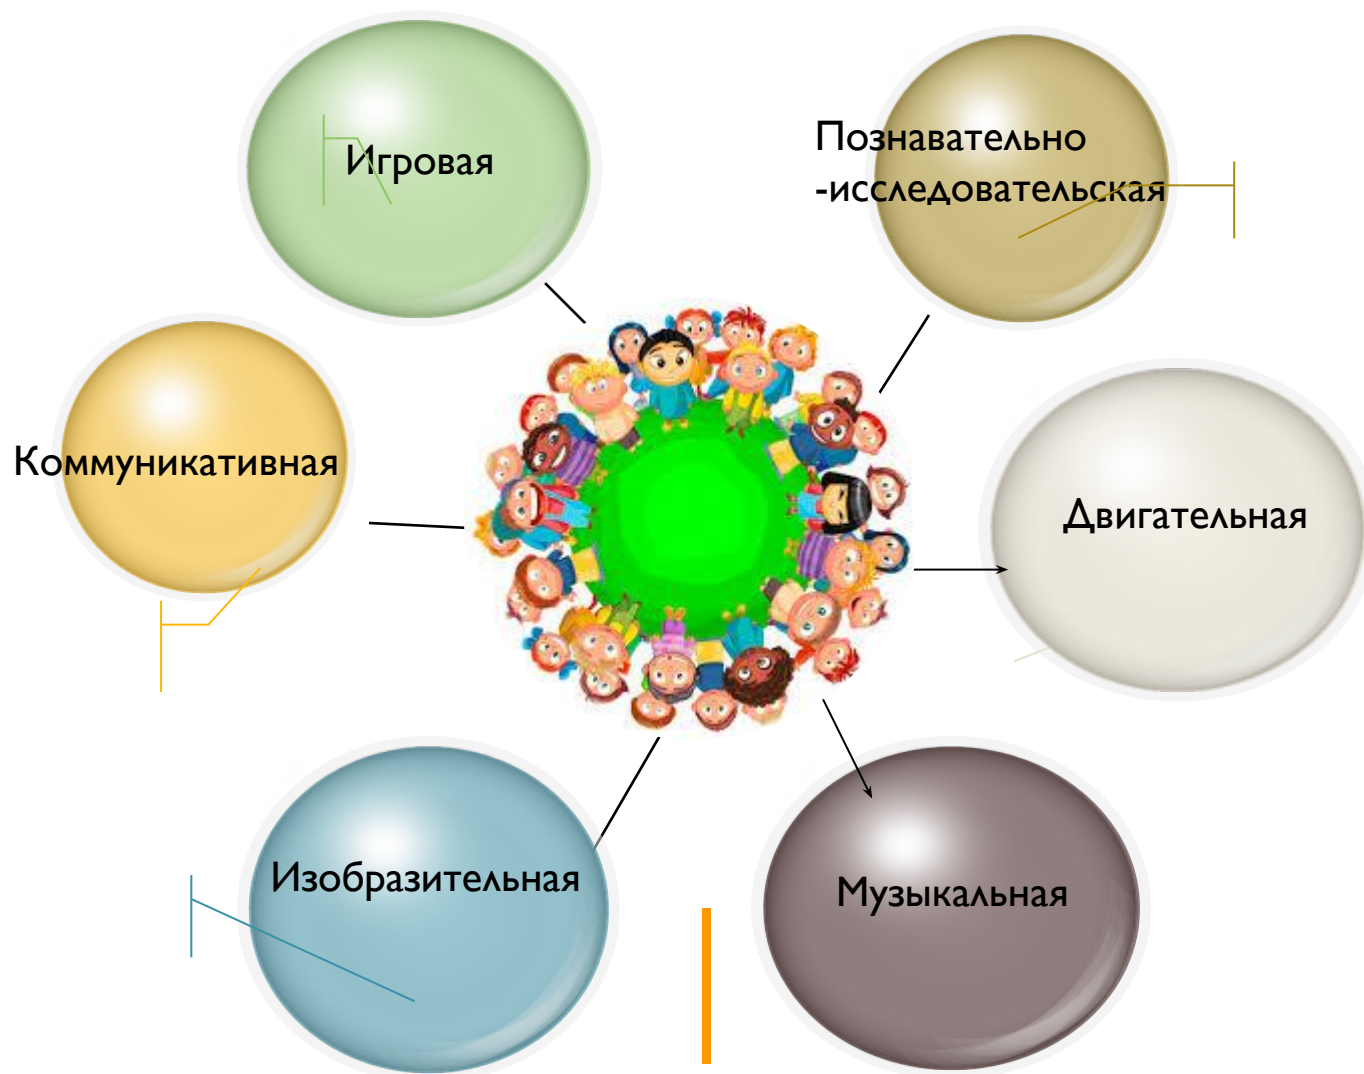 Игровая
Познавательно
-исследовательская
Коммуникативная
Двигательная
Изобразительная
Музыкальная